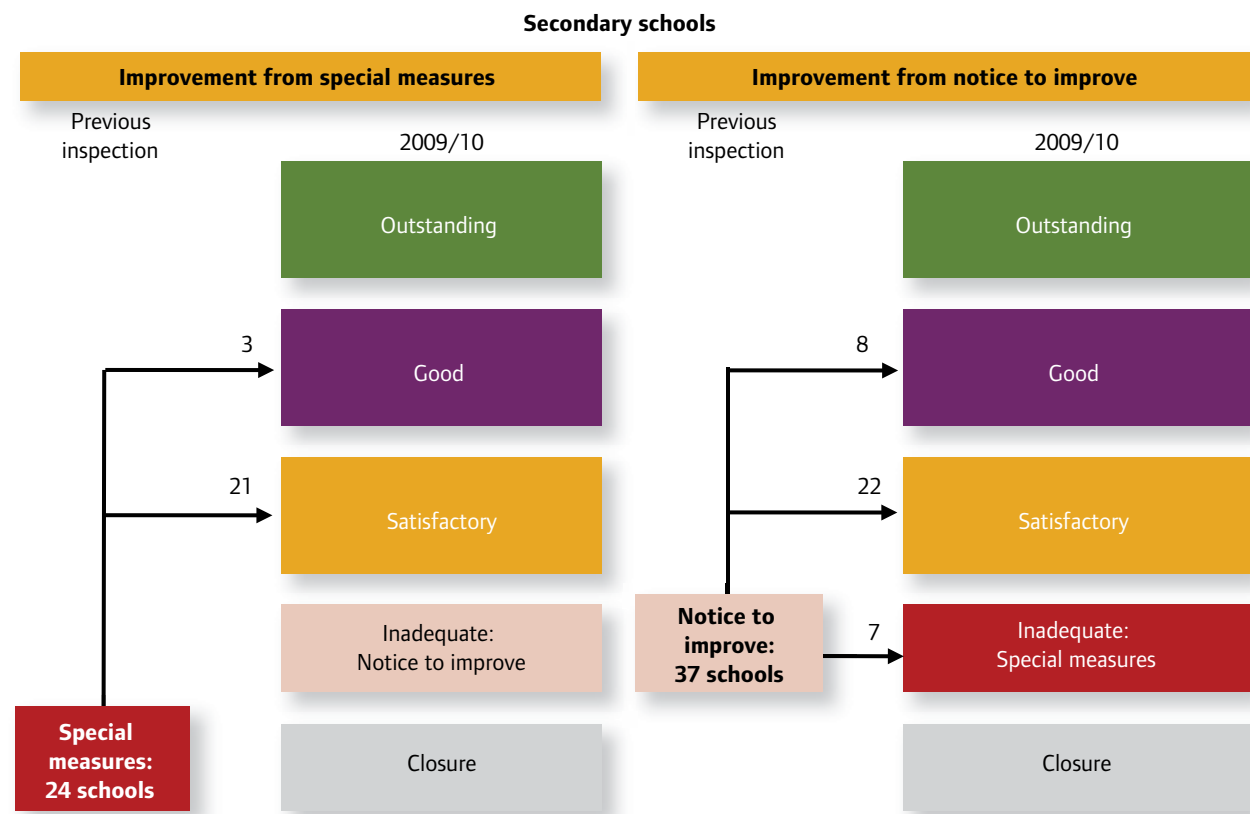 Secondary schools
Improvement from special measures
Previous
inspection
2009/10
Outstanding
3
Good
21
Satisfactory
Inadequate:
Notice to improve
Special
measures:
24 schools
Closure
Improvement from notice to improve
Previous
inspection
2009/10
Outstanding
8
Good
22
Satisfactory
Notice to
improve:
37 schools
7
Inadequate:
Special measures
Closure